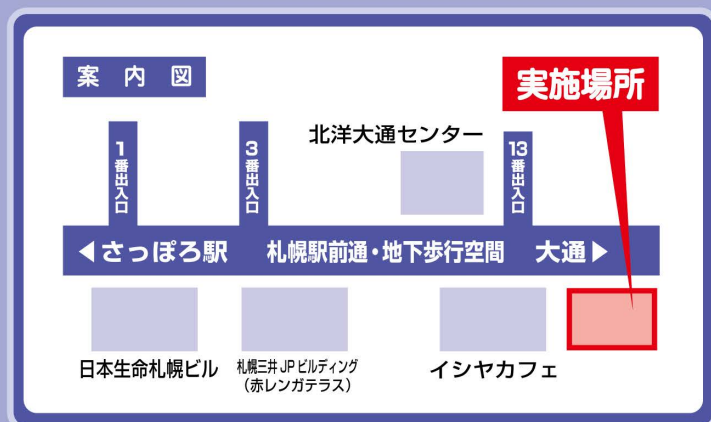 案内図
実施場所
北洋大通センター
1番出入口
3番出入口
13番出入口
◀さっぽろ駅 札幌駅前通・地下歩行空間 大通▶
日本生命札幌ビル
札幌三井JPビルディング
（赤レンガテラス）
イシヤカフェ